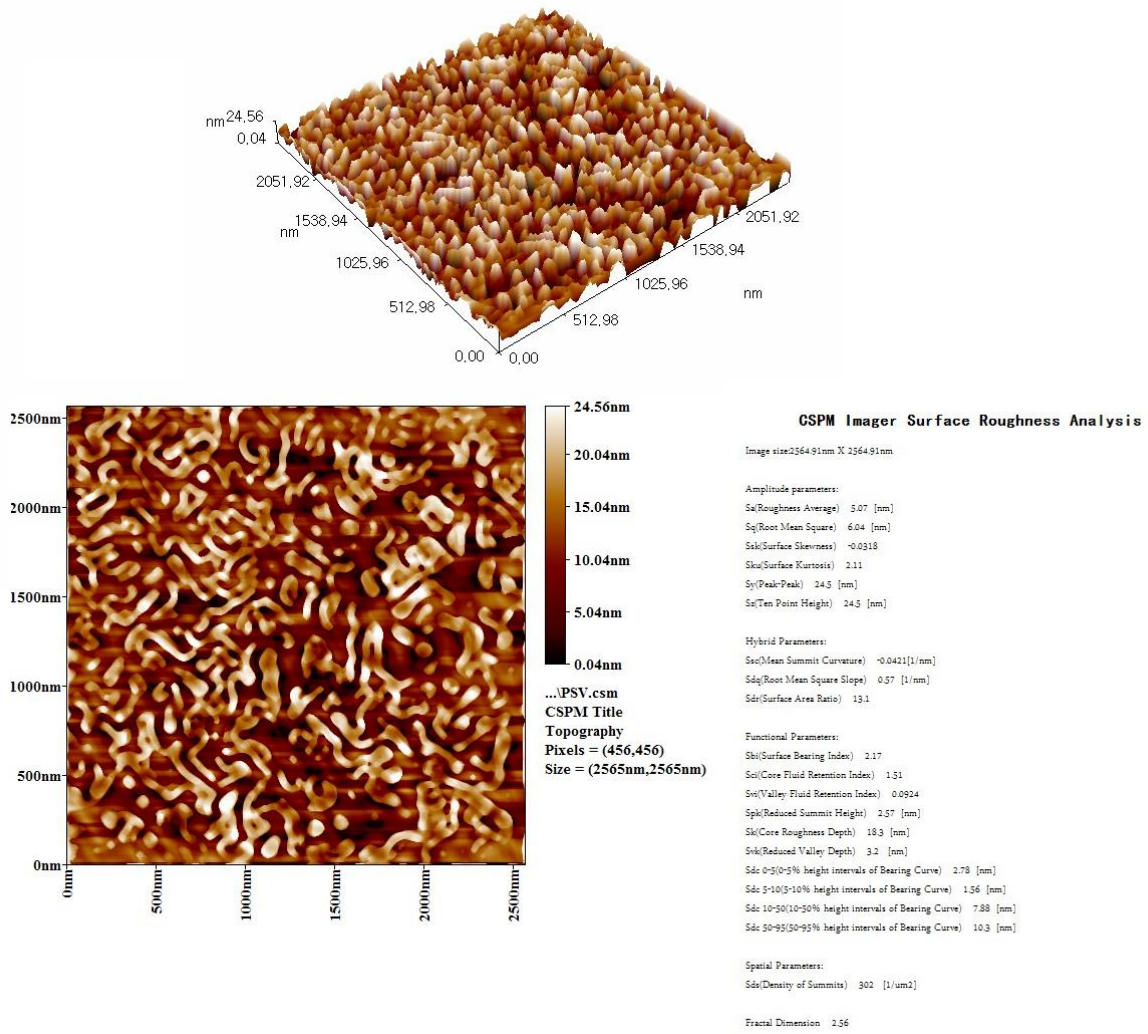 nm 24,56
0,04
2051,92
1538,94
nm
1025,96
512,98
0,00
0,00
512,98
1025,96
1538,94
2051,92
nm
2500nm
2000nm
1500nm
1000nm
500nm
0nm
0nm
500nm
1000nm
1500nm
2000nm
2500nm
24.56nm
20.04nm
15.04nm
10.04nm
5.04nm
0.04nm
...\PSV.csm
CSPM Title
Topography
Pixels = (456,456)
Size = (2565nm,2565nm)
CSPM Imager Surface Roughness Analysis
Image size:2564.91nm X 2564.91nm
Amplitude parameters:
Sa(Roughness Average) 5.07 [nm]
Sq(Root Mean Square) 6.04 [nm]
Ssk(Surface Skewness) -0.0318
Sku(Surface Kurtosis) 2.11
Sy(Peak-Peak) 24.5 [nm]
Sz(Ten Point Height) 24.5 [nm]
Hybrid Parameters:
Ssc(Mean Summit Curvature) -0.0421[1/nm]
Sdq(Root Mean Square Slope) 0.57 [1/nm]
Sdr(Surface Area Ratio) 13.1
Functional Parameters:
Sbi(Surface Bearing Index) 2.17
Sci(Core Fluid Retention Index) 1.51
Svi(Valley Fluid Retention Index) 0.0924
Spk(Reduced Summit Height) 2.57 [nm]
Sk(Core Roughness Depth) 18.3 [nm]
Svk(Reduced Valley Depth) 3.2 [nm]
Sdc 0-5(0-5% height intervals of Bearing Curve) 2.78 [nm]
Sdc 5-10(5-10% height intervals of Bearing Curve) 1.56 [nm]
Sdc 10-50(10-50% height intervals of Bearing Curve) 7.88 [nm]
Sdc 50-95(50-95% height intervals of Bearing Curve) 10.3 [nm]
Spatial Parameters:
Sds(Density of Summits) 302 [1/um2]
Fractal Dimension 2.56